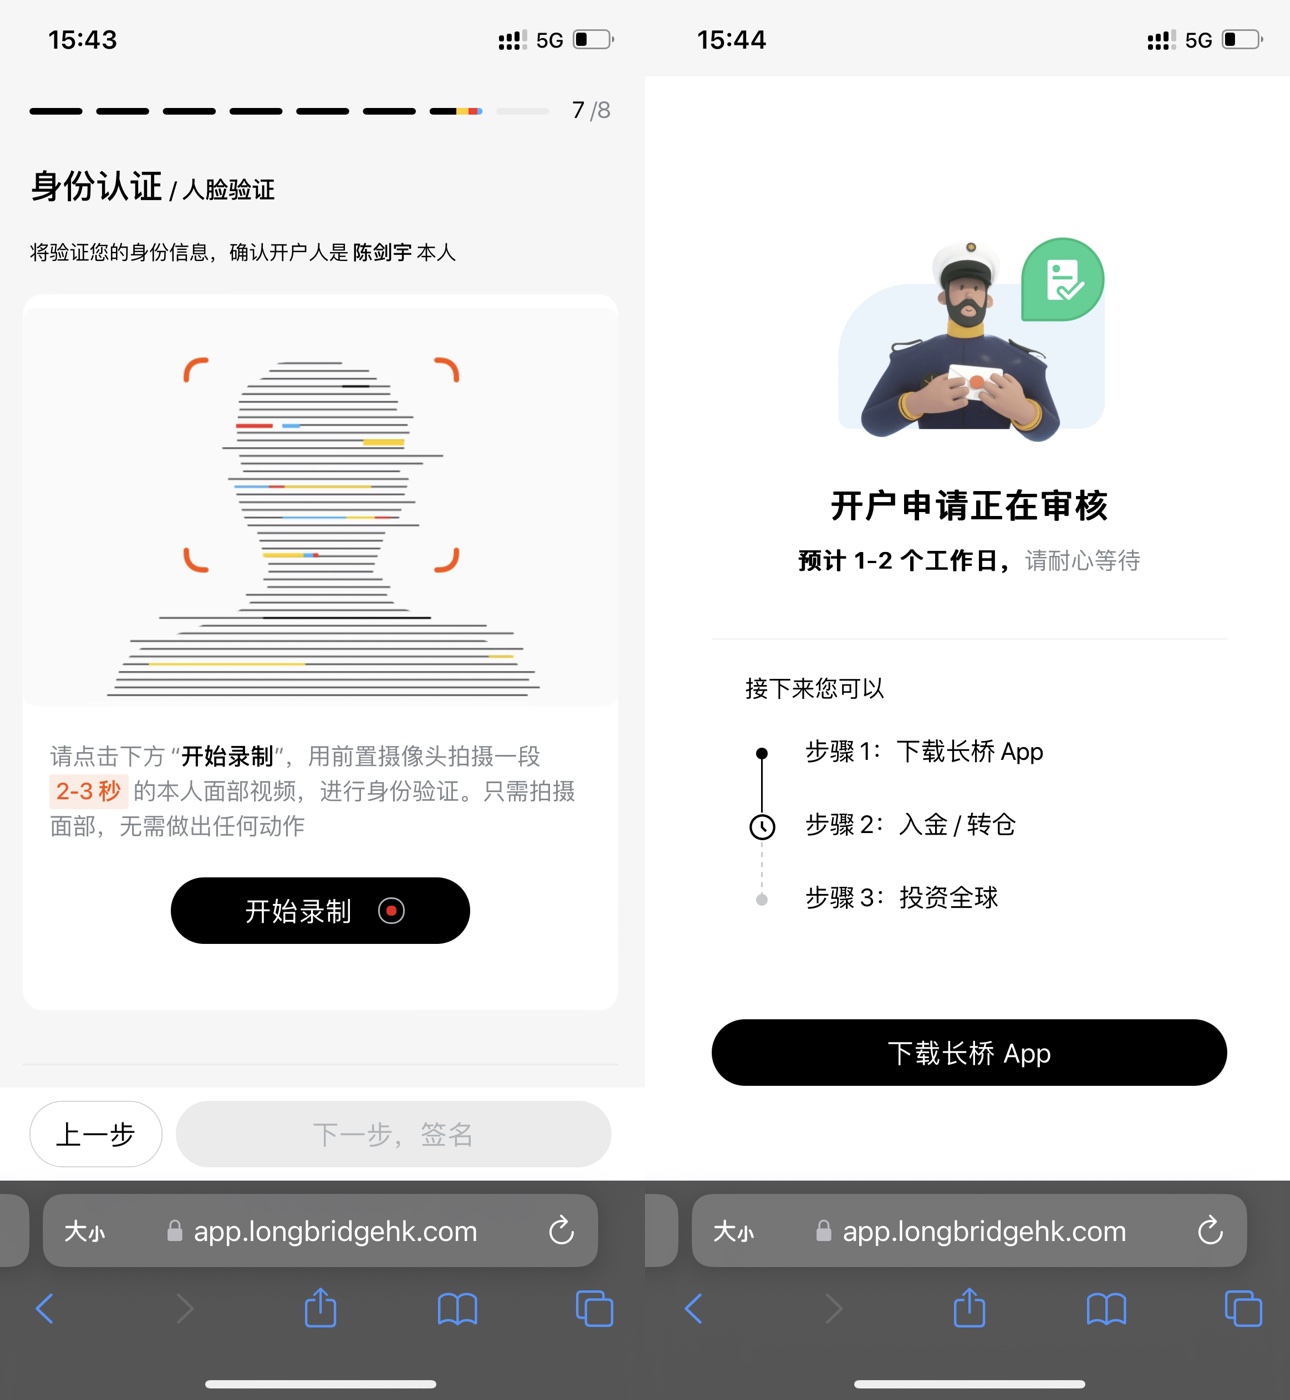 15:43
5G
7 /8
身份认证 / 人脸验证
将验证您的身份信息，确认开户人是 陈剑宇 本人
请点击下方 “开始录制”，用前置摄像头拍摄一段
2-3 秒 的本人面部视频，进行身份验证。只需拍摄
面部，无需做出任何动作
开始录制
上一步
下一步，签名
大小
app.longbridgehk.com
15:44
5G
开户申请正在审核
预计 1-2 个工作日，请耐心等待
接下来您可以
步骤 1：下载长桥 App
步骤 2：入金 / 转仓
步骤 3：投资全球
下载长桥 App
大小
app.longbridgehk.com